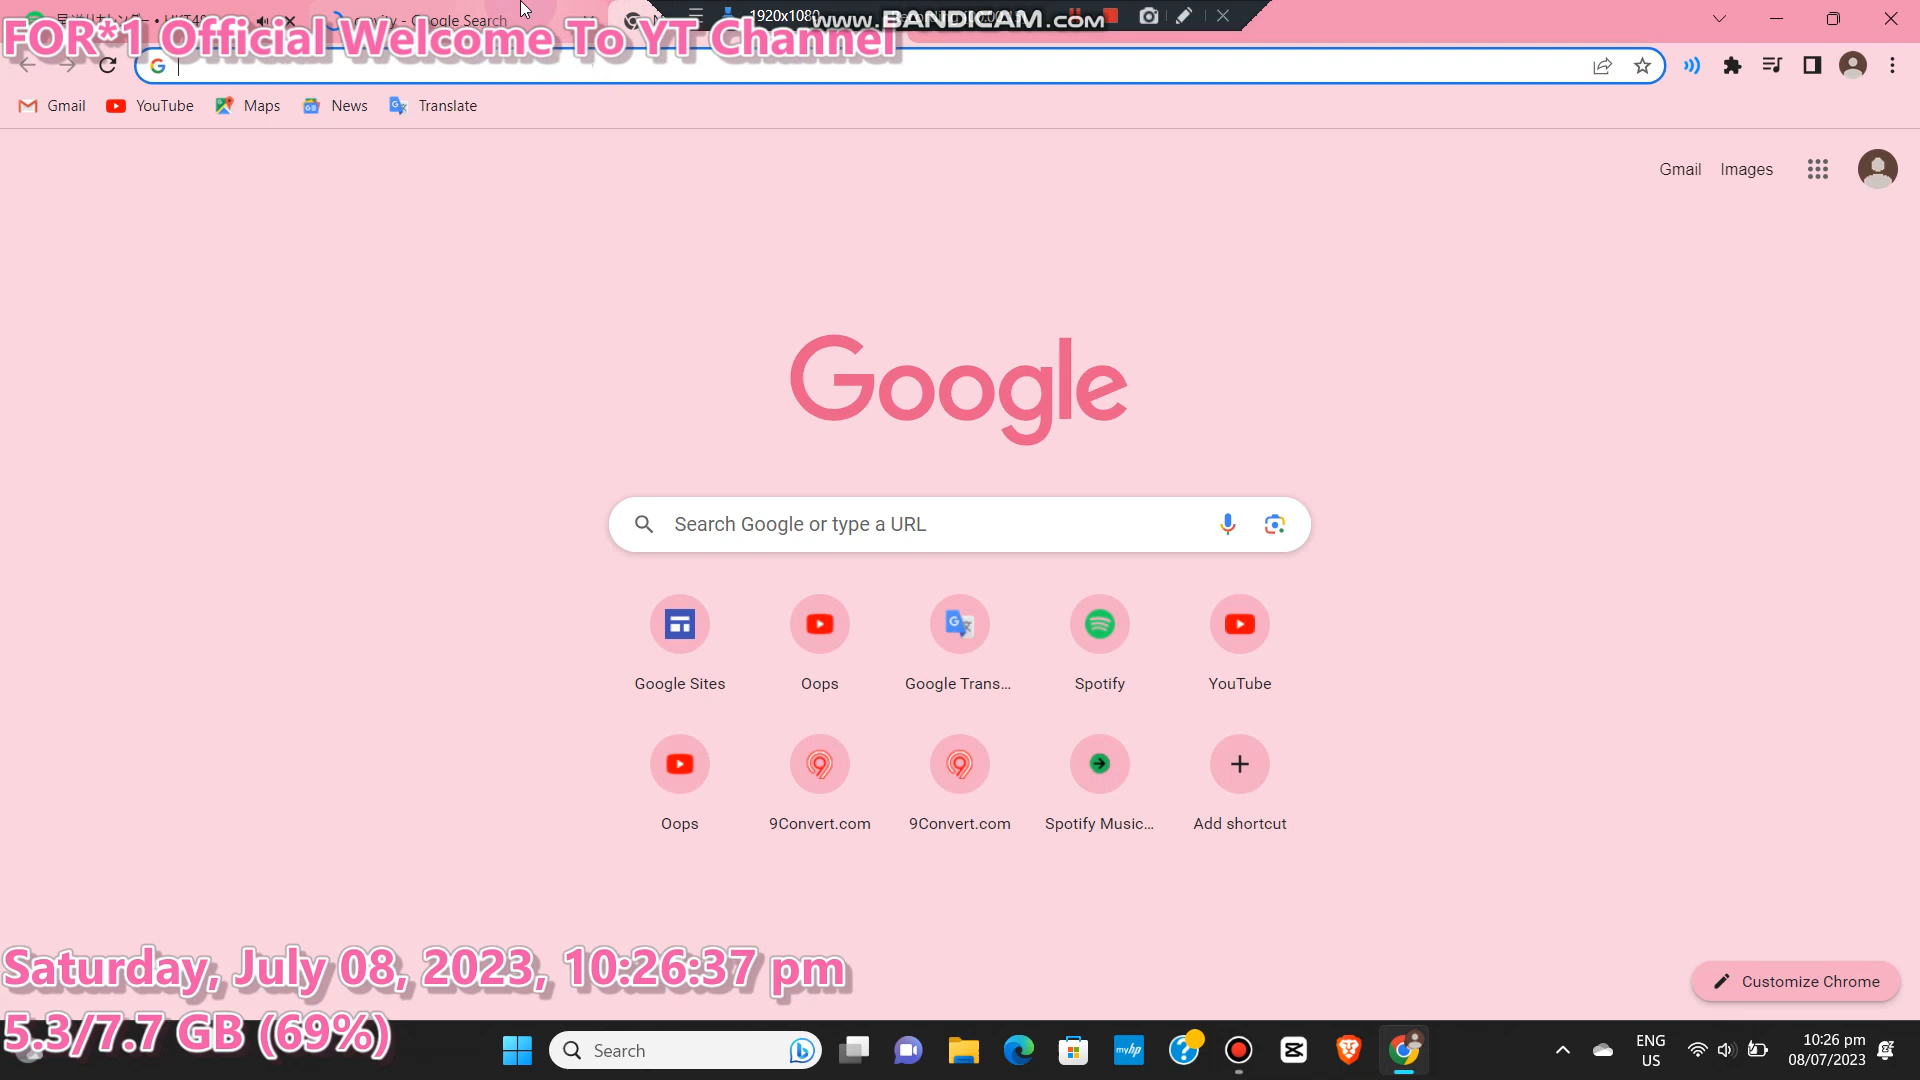 FOR*1 Official Welcome To YT Channel
- Google Search
1920x1080
www.BANDICAM.com
Gmail YouTube Maps News Translate
Gmail Images
Google
Search Google or type a URL
Google Sites Oops Google Trans... Spotify YouTube
Oops 9Convert.com 9Convert.com Spotify Music... Add shortcut
Customize Chrome
Saturday, July 08, 2023, 10:26:37 pm
5.3/7.7 GB (69%)
Search
myhp
ENG
US
10:26 pm
08/07/2023